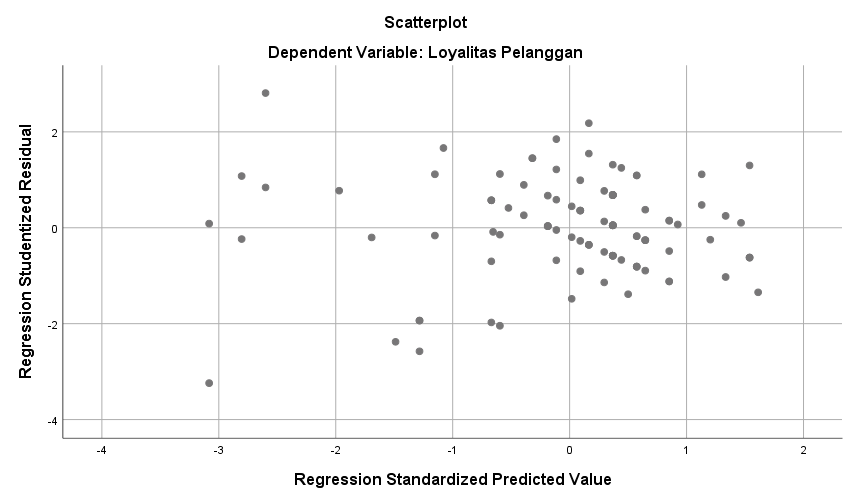 Scatterplot
Dependent Variable: Loyalitas Pelanggan
Regression Studentized Residual
2
0
-2
-4
-4 -3 -2 -1 0 1 2
Regression Standardized Predicted Value